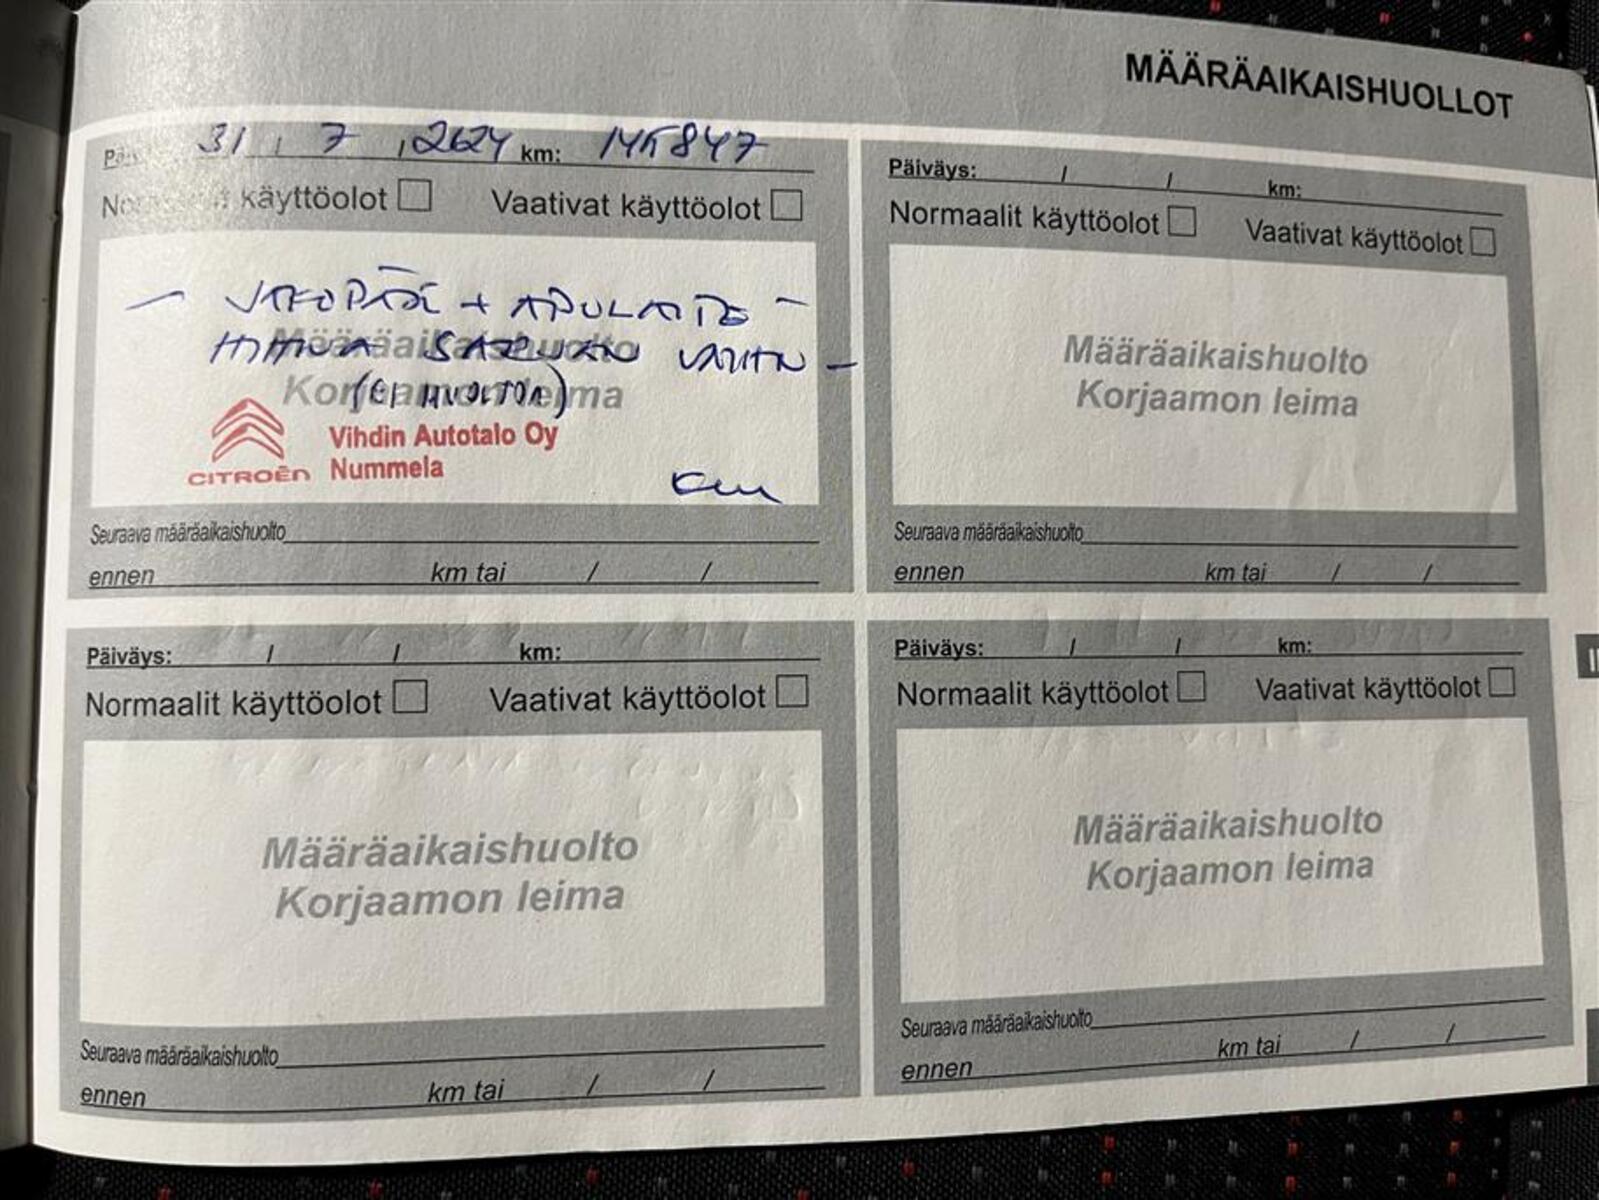 MÄÄRÄAIKAISHUOLLOT
31 / 7 / 2024 km: 145847
Normaalit käyttöolot Vaativat käyttöolot
- JAKOPÄÄ + APULAITE -
HIHNA SARJAN VAIHTO -
(EI HUOLTOA)
Määräaikaishuolto
Korjaamon leima
CITROËN Vihdin Autotalo Oy
Nummela
Seuraava määräaikaishuolto
ennen km tai / /
Päiväys: / / km:
Normaalit käyttöolot Vaativat käyttöolot
Määräaikaishuolto
Korjaamon leima
Seuraava määräaikaishuolto
ennen km tai / /
Päiväys: / / km:
Normaalit käyttöolot Vaativat käyttöolot
Määräaikaishuolto
Korjaamon leima
Seuraava määräaikaishuolto
ennen km tai / /
Päiväys: / / km:
Normaalit käyttöolot Vaativat käyttöolot
Määräaikaishuolto
Korjaamon leima
Seuraava määräaikaishuolto
ennen km tai / /